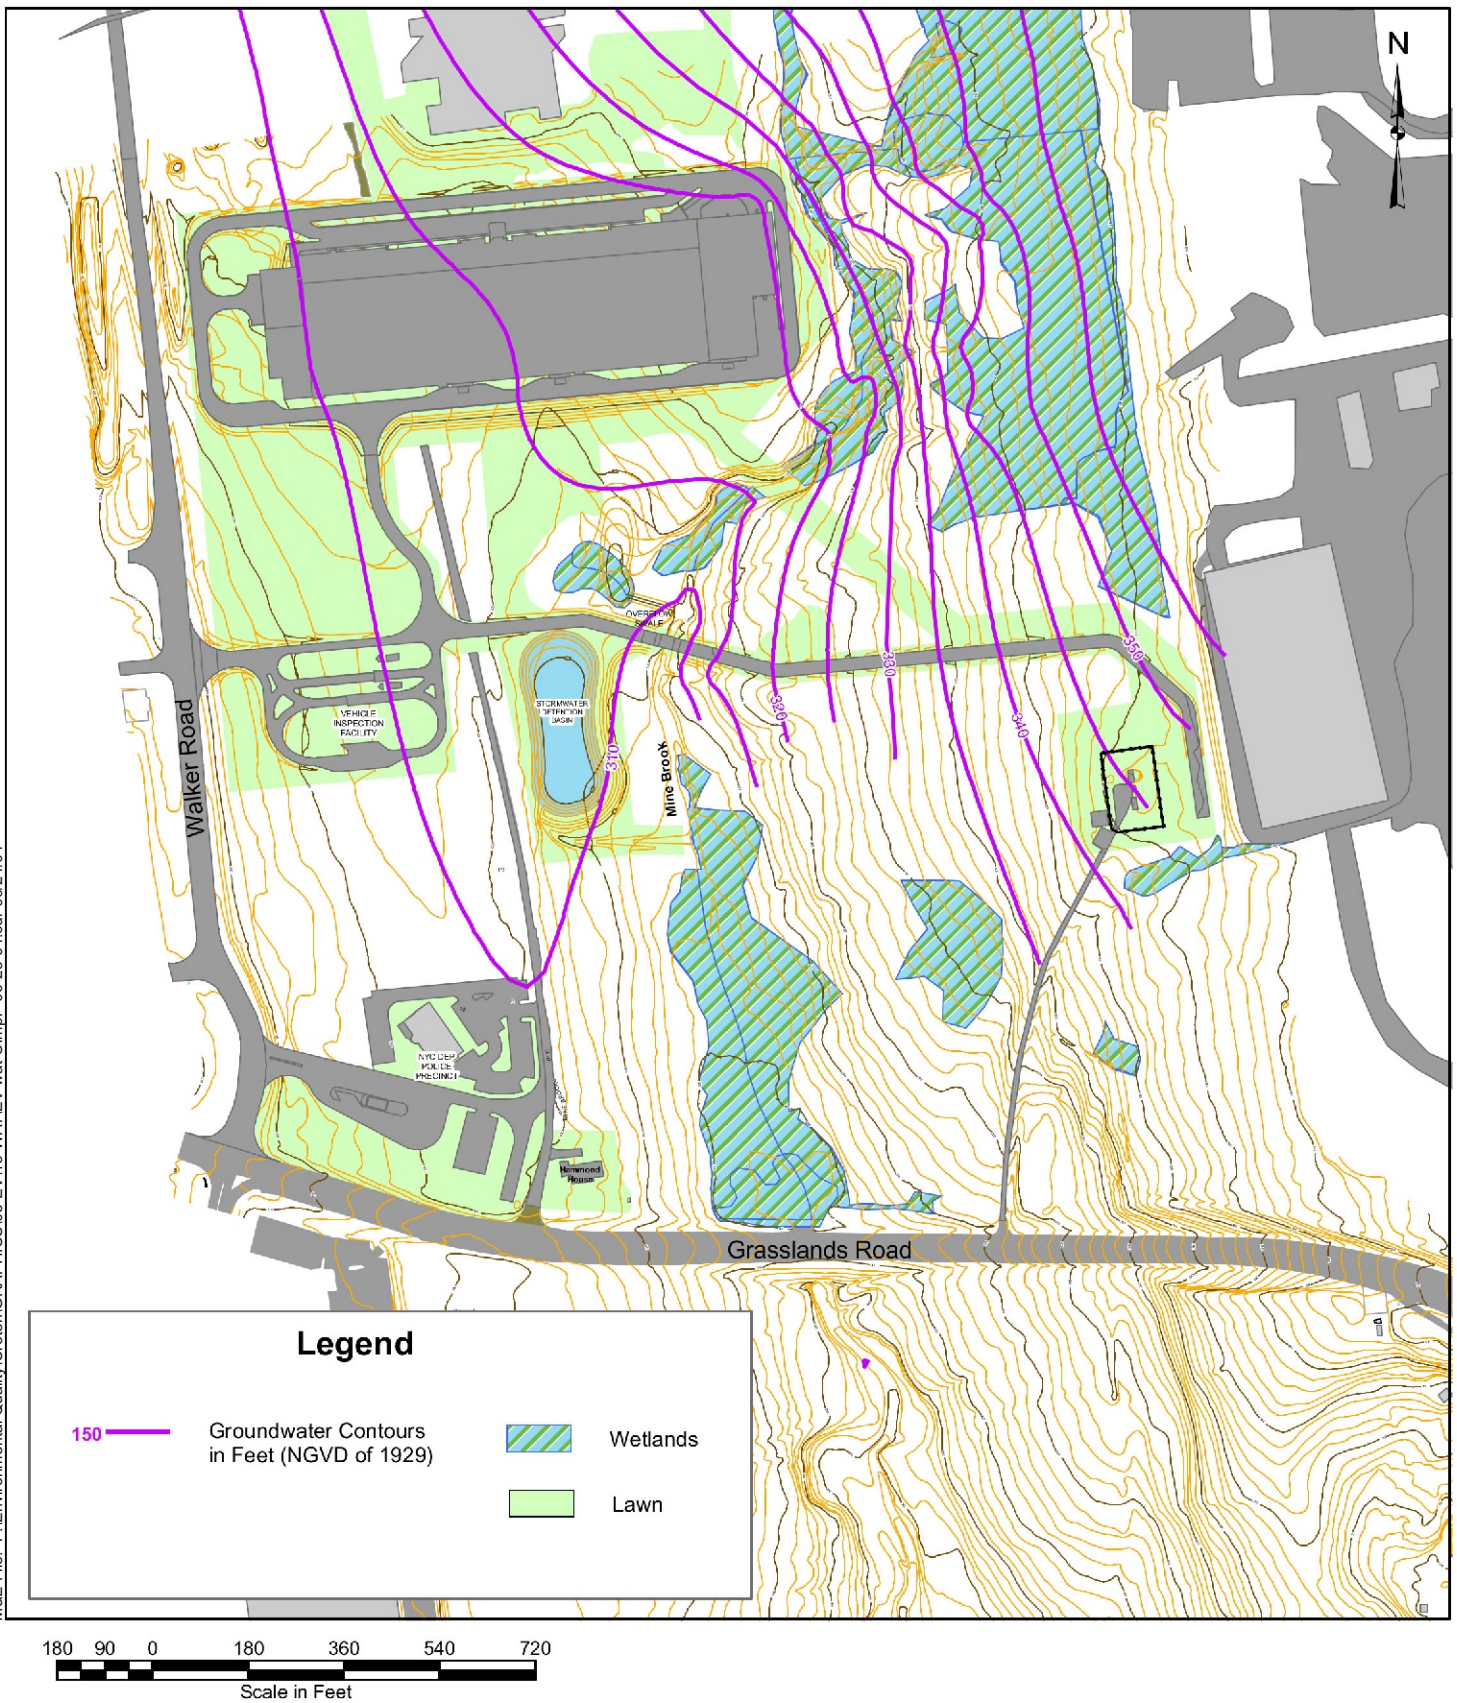 N
OVERFLOW
SWALE
350
VEHICLE
INSPECTION
FACILITY
STORMWATER
DETENTION
BASIN
330
320
340
310
Walker Road
Mine Brook
NYC DEP
POLICE
PRECINCT
Hammond
House
Grasslands Road
Legend
150
Groundwater Contours
in Feet (NGVD of 1929)
Wetlands
Lawn
180 90 0 180 360 540 720
Scale in Feet